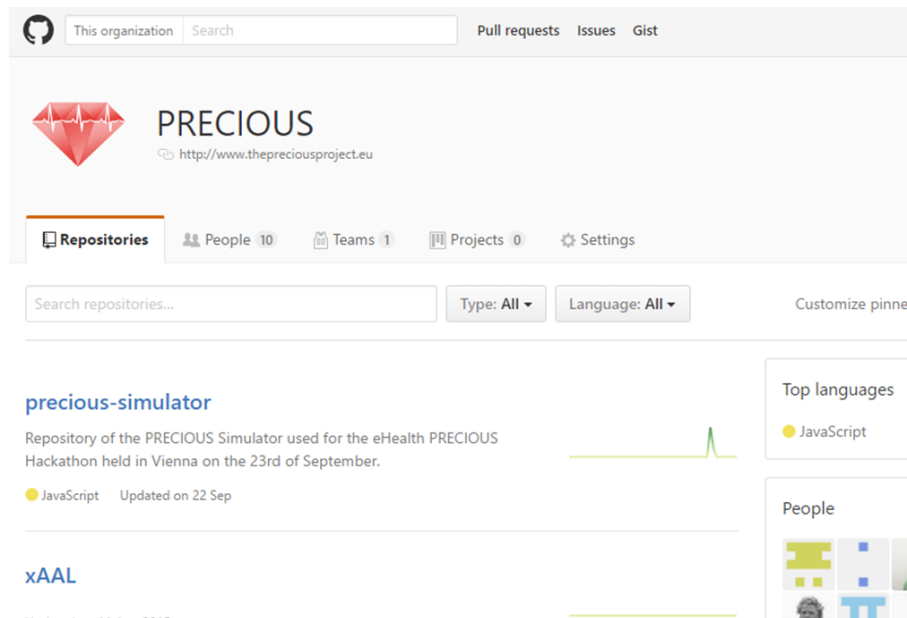 This organization Search Pull requests Issues Gist
PRECIOUS
http://www.thepreciousproject.eu
Repositories People 10 Teams 1 Projects 0 Settings
Search repositories... Type: All Language: All Customize pinne
precious-simulator
Repository of the PRECIOUS Simulator used for the eHealth PRECIOUS
Hackathon held in Vienna on the 23rd of September.
JavaScript Updated on 22 Sep
Top languages
JavaScript
People
xAAL